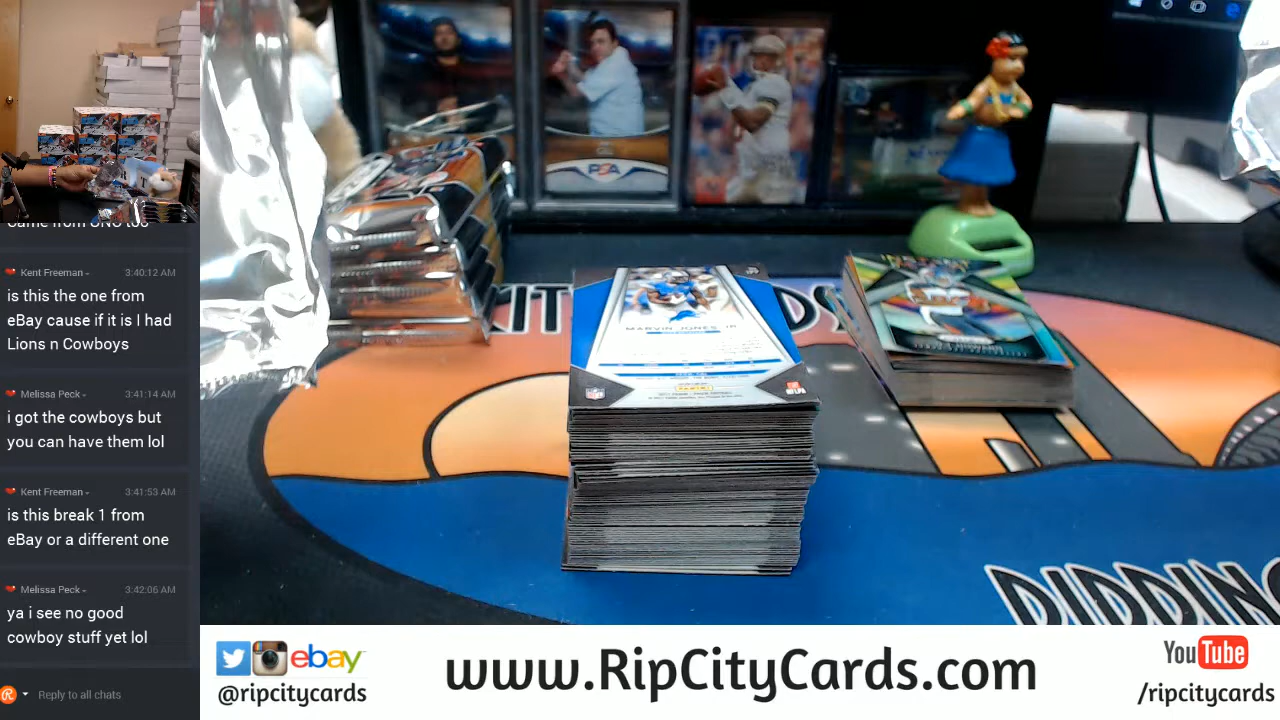 Kent Freeman
3:40:12 AM
is this the one from
eBay cause if it is I had
Lions n Cowboys
Melissa Peck
3:41:14 AM
i got the cowboys but
you can have them lol
Kent Freeman
3:41:53 AM
is this break 1 from
eBay or a different one
Melissa Peck
3:42:06 AM
ya i see no good
cowboy stuff yet lol
Reply to all chats
PSA
MARVIN JONES JR.
NFL
ebay
@ripcitycards
www.RipCityCards.com
YouTube
/ripcitycards